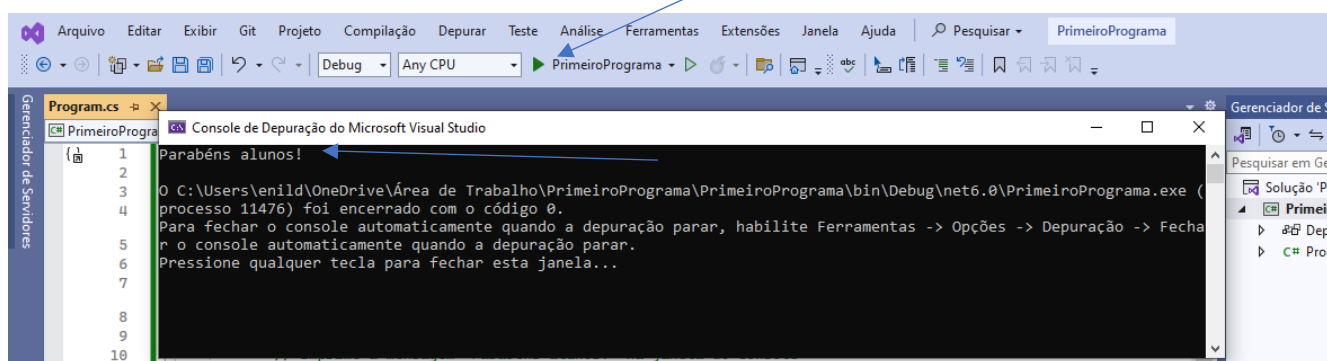 Arquivo Editar Exibir Git Projeto Compilação Depurar Teste Análise Ferramentas Extensões Janela Ajuda Pesquisar PrimeiroPrograma
Debug Any CPU PrimeiroPrograma
Gerenciador de Servidores
Program.cs
Gerenciador de S
PrimeiroProgra
Console de Depuração do Microsoft Visual Studio
Pesquisar em Ge
Solução 'P
Primei
Dep
C# Pro
1
2
3
4
5
6
7
8
9
10
Parabéns alunos!
O C:\Users\enild\OneDrive\Área de Trabalho\PrimeiroPrograma\PrimeiroPrograma\bin\Debug\net6.0\PrimeiroPrograma.exe (
processo 11476) foi encerrado com o código 0.
Para fechar o console automaticamente quando a depuração parar, habilite Ferramentas -> Opções -> Depuração -> Fecha
r o console automaticamente quando a depuração parar.
Pressione qualquer tecla para fechar esta janela...